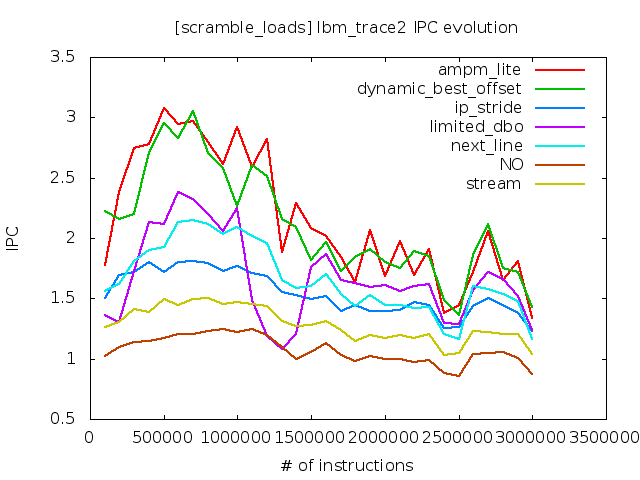 [scramble_loads] lbm_trace2 IPC evolution
3.5
3
2.5
2
1.5
1
0.5
IPC
ampm_lite
dynamic_best_offset
ip_stride
limited_dbo
next_line
NO
stream
0 500000 1000000 1500000 2000000 2500000 3000000 3500000
# of instructions